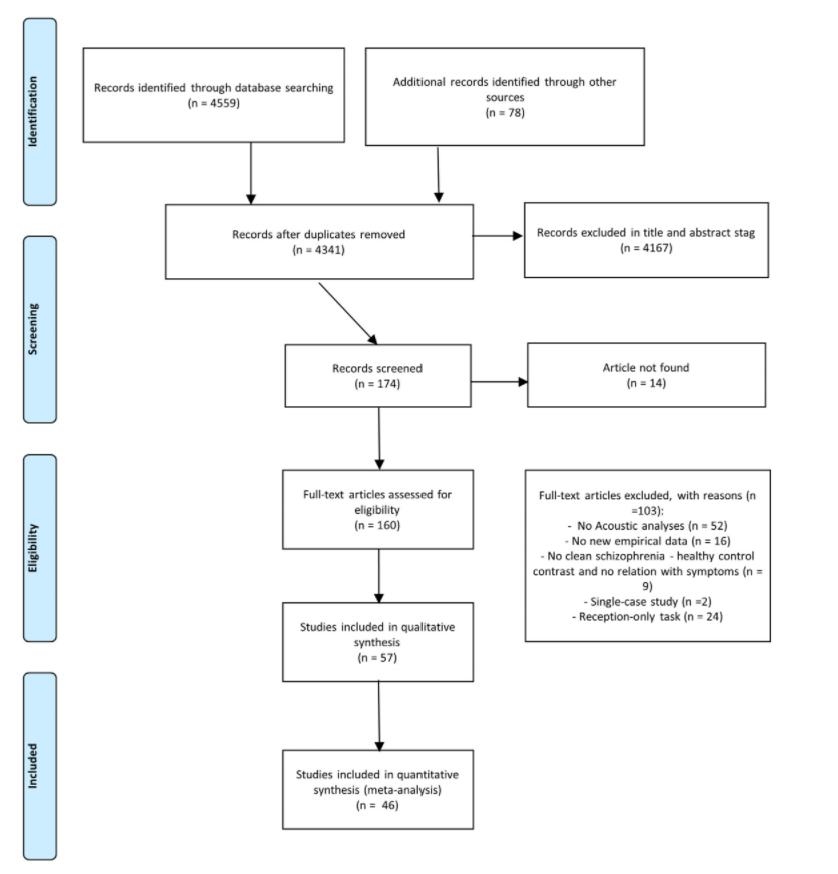 Identification
Records identified through database searching
(n = 4559)
Additional records identified through other
sources
(n = 78)
Records after duplicates removed
(n = 4341)
Records excluded in title and abstract stag
(n = 4167)
Screening
Records screened
(n = 174)
Article not found
(n = 14)
Eligibility
Full-text articles assessed for
eligibility
(n = 160)
Full-text articles excluded, with reasons (n
=103):
- No Acoustic analyses (n = 52)
- No new empirical data (n = 16)
- No clean schizophrenia - healthy control
contrast and no relation with symptoms (n =
9)
- Single-case study (n =2)
- Reception-only task (n = 24)
Studies included in qualitative
synthesis
(n = 57)
Included
Studies included in quantitative
synthesis (meta-analysis)
(n = 46)